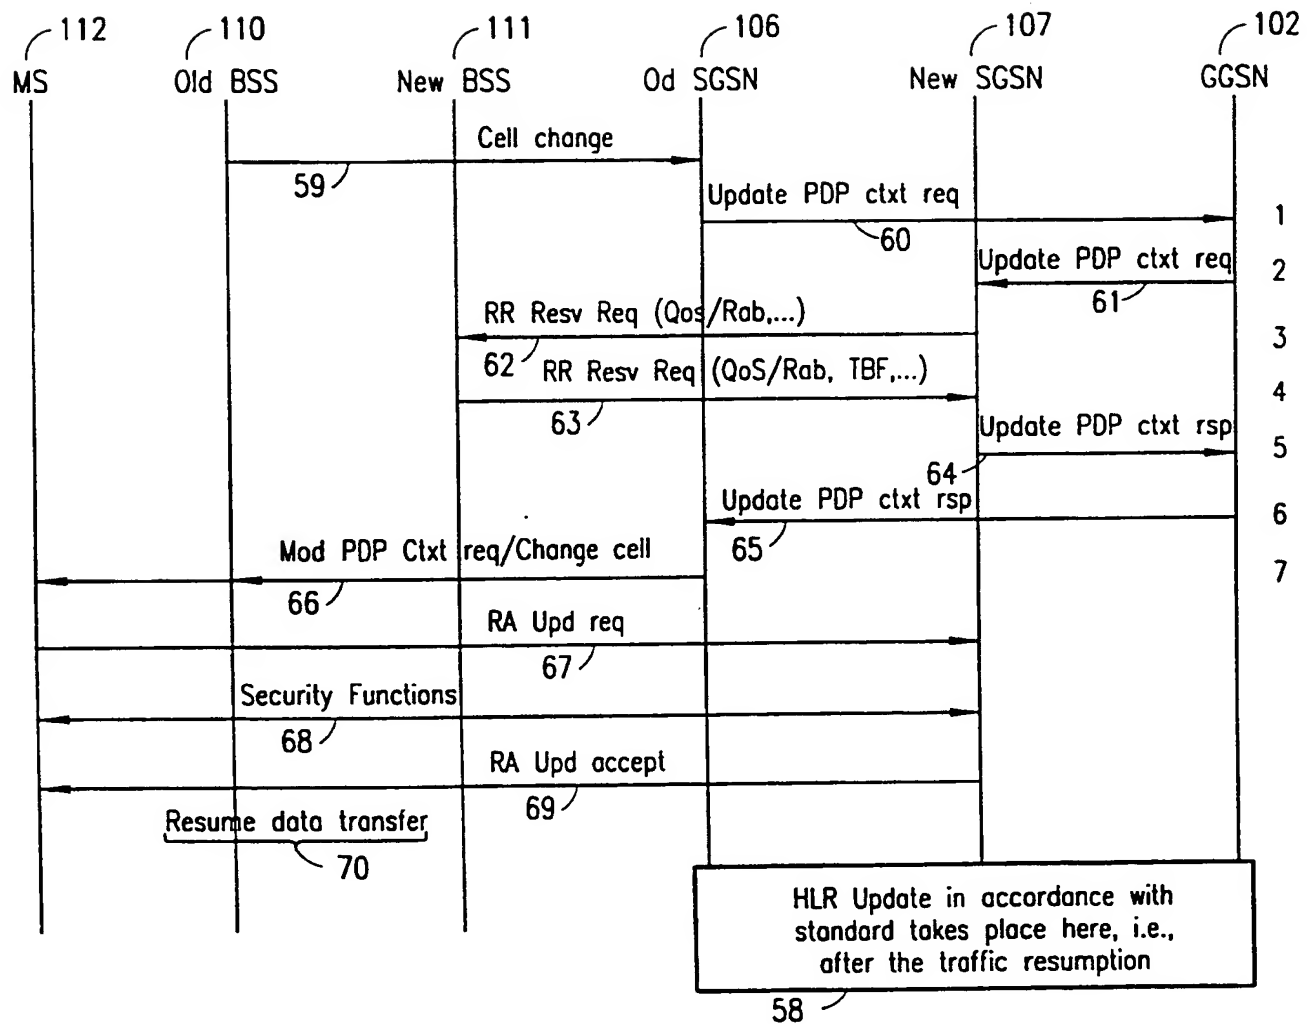 112 110 111 106 107 102
MS Old BSS New BSS Od SGSN New SGSN GGSN
Cell change
59
Update PDP ctxt req 1
60
Update PDP ctxt req 2
61
RR Resv Req (Qos/Rab,...) 3
62
RR Resv Req (QoS/Rab, TBF,...) 4
63
Update PDP ctxt rsp 5
64
Update PDP ctxt rsp 6
65
Mod PDP Ctxt req/Change cell 7
66
RA Upd req
67
Security Functions
68
RA Upd accept
69
Resume data transfer
70
HLR Update in accordance with
standard takes place here, i.e.,
after the traffic resumption
58